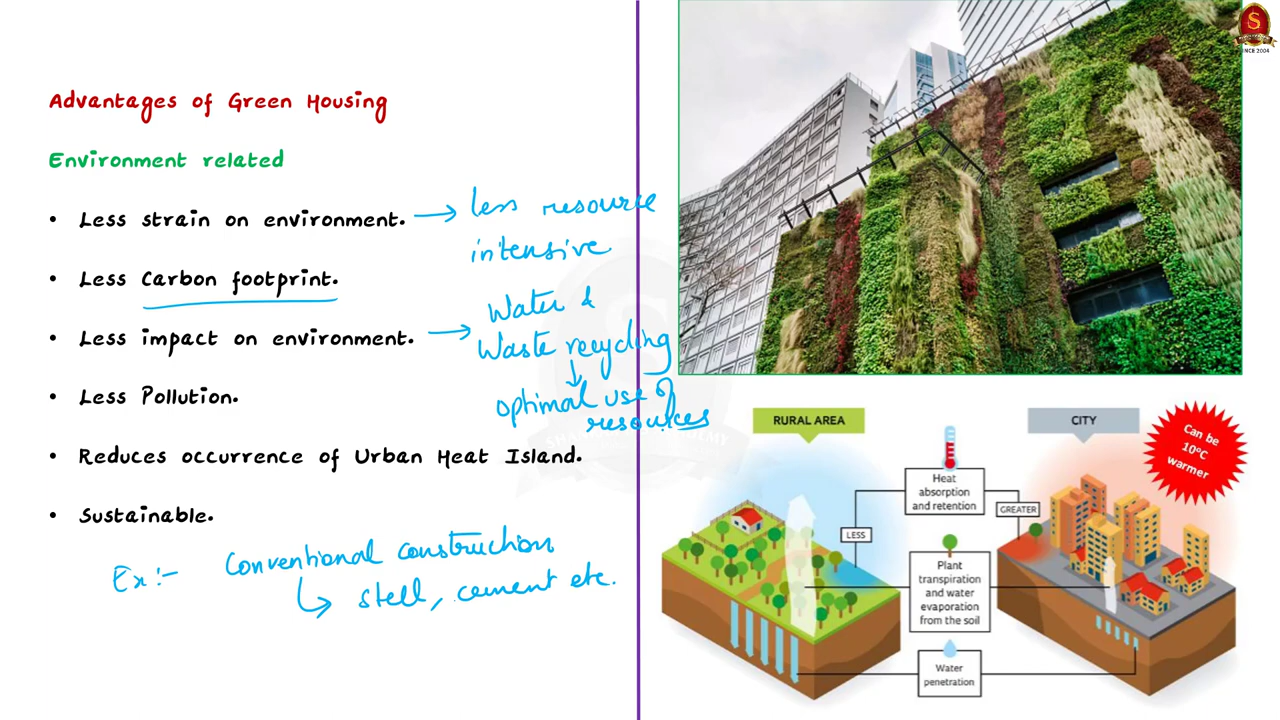 Advantages of Green Housing
Environment related
• Less strain on environment. → less resource
intensive
• Less Carbon footprint.
• Less impact on environment. → Water &
Waste recycling
↓
optimal use of
resources
• Less Pollution.
• Reduces occurrence of Urban Heat Island.
• Sustainable.
Ex:- Conventional construction
↳ stell, cement etc.
S
SINCE 2004
RURAL AREA
CITY
Can be
10°C
warmer
Heat
absorption
and retention
LESS
GREATER
Plant
transpiration
and water
evaporation
from the soil
Water
penetration